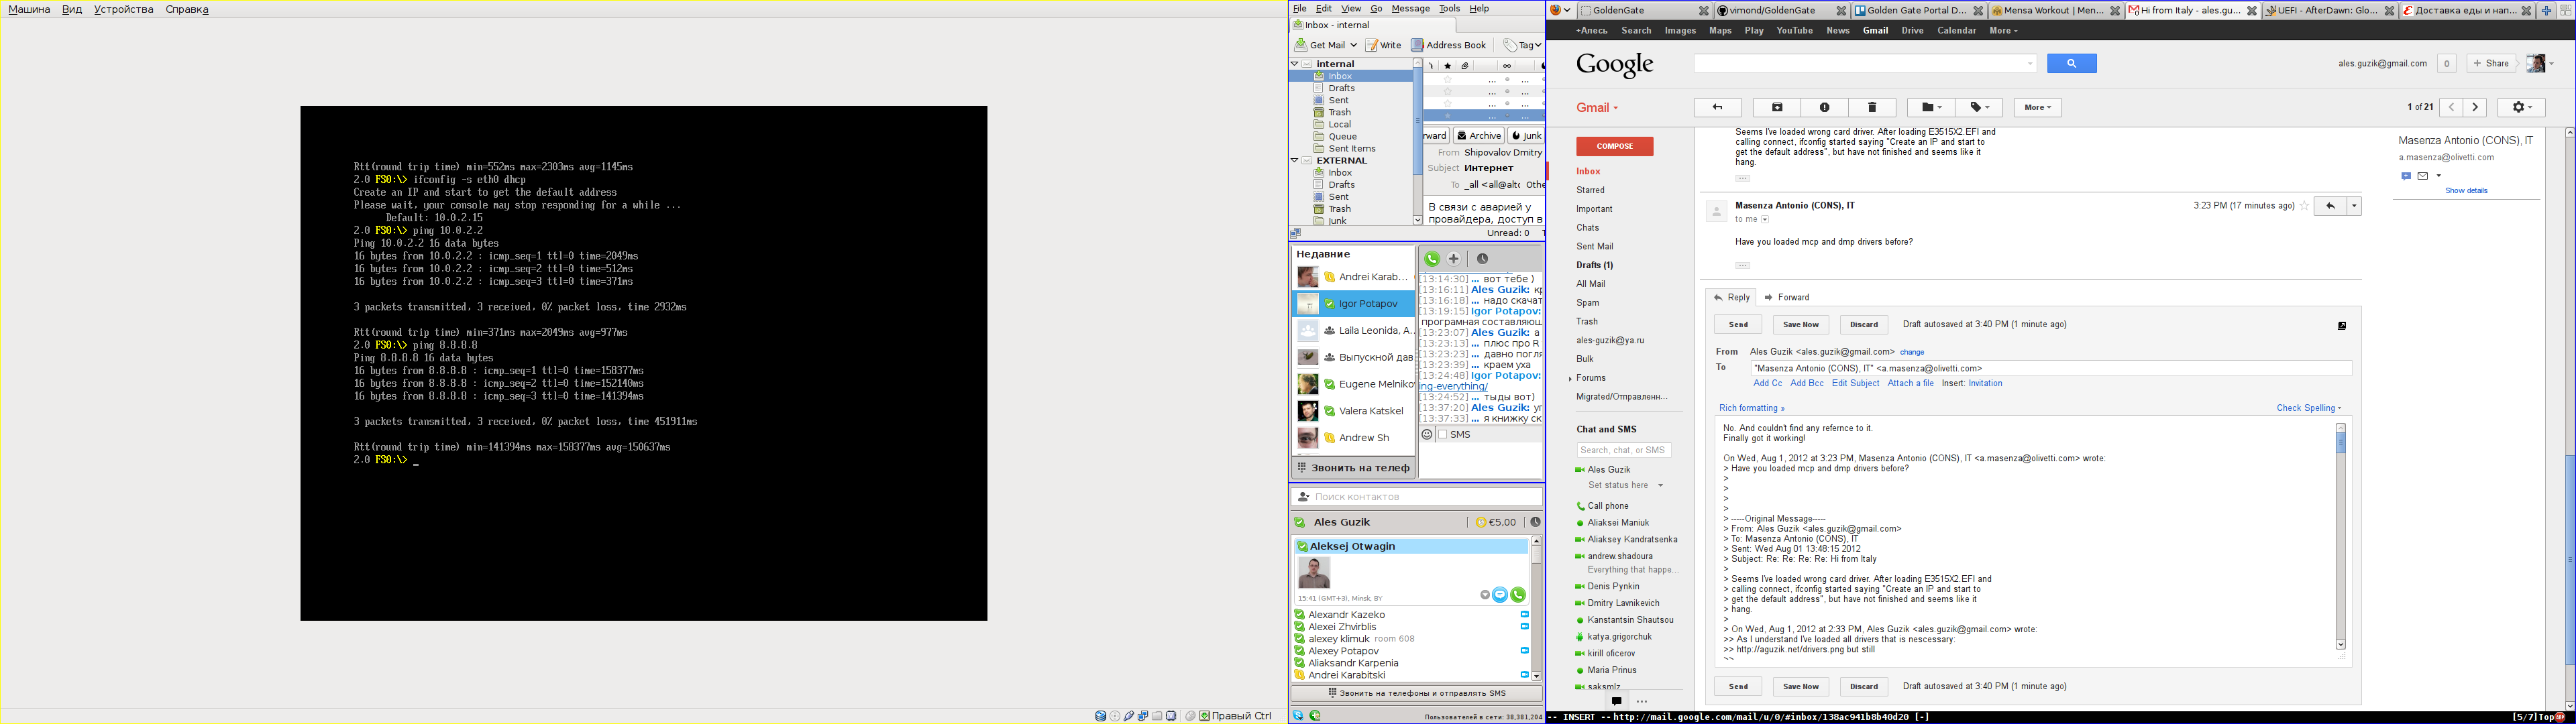 Машина Вид Устройства Справка
Rtt(round trip time) min=552ms max=2303ms avg=1145ms
2.0 FS0:\> ifconfig -s eth0 dhcp
Create an IP and start to get the default address
Please wait, your console may stop responding for a while ...
Default: 10.0.2.15
2.0 FS0:\> ping 10.0.2.2
Ping 10.0.2.2 16 data bytes
16 bytes from 10.0.2.2 : icmp_seq=1 ttl=0 time=2049ms
16 bytes from 10.0.2.2 : icmp_seq=2 ttl=0 time=512ms
16 bytes from 10.0.2.2 : icmp_seq=3 ttl=0 time=371ms
3 packets transmitted, 3 received, 0% packet loss, time 2932ms
Rtt(round trip time) min=371ms max=2049ms avg=977ms
2.0 FS0:\> ping 8.8.8.8
Ping 8.8.8.8 16 data bytes
16 bytes from 8.8.8.8 : icmp_seq=1 ttl=0 time=158377ms
16 bytes from 8.8.8.8 : icmp_seq=2 ttl=0 time=152140ms
16 bytes from 8.8.8.8 : icmp_seq=3 ttl=0 time=141394ms
3 packets transmitted, 3 received, 0% packet loss, time 451911ms
Rtt(round trip time) min=141394ms max=158377ms avg=150637ms
2.0 FS0:\> _
Правый Ctrl
File Edit View Go Message Tools Help
Inbox - internal
Get Mail Write Address Book Tag
internal
Inbox
Drafts
Sent
Trash
Local
Queue
Sent Items
EXTERNAL
Inbox
Drafts
Sent
Trash
Junk
rward Archive Junk
From Shipovalov Dmitry
Subject Интернет
To _all <all@altc Othe
В связи с аварией у
провайдера, доступ в
Unread: 0 T
Недавние
Andrei Karab...
Igor Potapov
Laila Leonida, A...
Выпускной дав
Eugene Melniko
Valera Katskel
Andrew Sh
Звонить на телеф
[13:14:30] ... вот тебе )
[13:16:11] Ales Guzik: кр
[13:16:18] ... надо скачат
[13:19:15] Igor Potapov:
програмная составляющ
[13:23:07] Ales Guzik: а
[13:23:13] ... плюс про R
[13:23:23] ... давно погля
[13:23:39] ... краем уха
[13:24:48] Igor Potapov:
ing-everything/
[13:24:52] ... тыды вот)
[13:37:20] Ales Guzik: уг
[13:37:33] ... я книжку ск
SMS
Поиск контактов
Ales Guzik €5,00
Aleksej Otwagin
15:41 (GMT+3), Minsk, BY
Alexandr Kazeko
Alexei Zhvirblis
alexey klimuk room 608
Alexey Potapov
Aliaksandr Karpenia
Andrei Karabitski
Звонить на телефоны и отправлять SMS
Пользователей в сети: 38,381,204
GoldenGate
vimond/GoldenGate
Golden Gate Portal D...
Mensa Workout | Men...
Hi from Italy - ales.gu...
UEFI - AfterDawn: Glo...
Доставка еды и нап...
+Алесь Search Images Maps Play YouTube News Gmail Drive Calendar More
Google
ales.guzik@gmail.com 0 + Share
Gmail
More
1 of 21
COMPOSE
Inbox
Starred
Important
Chats
Sent Mail
Drafts (1)
All Mail
Spam
Trash
ales-guzik@ya.ru
Bulk
Forums
Migrated/Отправленн...
Chat and SMS
Search, chat, or SMS
Ales Guzik
Set status here
Call phone
Aliaksei Maniuk
Aliaksey Kandratsenka
andrew.shadoura
Everything that happe...
Denis Pynkin
Dmitry Lavnikevich
Kanstantsin Shautsou
katya.grigorchuk
kirill oficerov
Maria Prinus
saksmlz
Seems I've loaded wrong card driver. After loading E3515X2.EFI and
calling connect, ifconfig started saying "Create an IP and start to
get the default address", but have not finished and seems like it
hang.
Masenza Antonio (CONS), IT 3:23 PM (17 minutes ago)
to me
Have you loaded mcp and dmp drivers before?
Reply Forward
Send Save Now Discard Draft autosaved at 3:40 PM (1 minute ago)
From Ales Guzik <ales.guzik@gmail.com> change
To "Masenza Antonio (CONS), IT" <a.masenza@olivetti.com>
Add Cc Add Bcc Edit Subject Attach a file Insert: Invitation
Rich formatting » Check Spelling
No. And couldn't find any refernce to it.
Finally got it working!
On Wed, Aug 1, 2012 at 3:23 PM, Masenza Antonio (CONS), IT <a.masenza@olivetti.com> wrote:
> Have you loaded mcp and dmp drivers before?
>
>
>
>
> -----Original Message-----
> From: Ales Guzik <ales.guzik@gmail.com>
> To: Masenza Antonio (CONS), IT
> Sent: Wed Aug 01 13:48:15 2012
> Subject: Re: Re: Re: Re: Hi from Italy
>
> Seems I've loaded wrong card driver. After loading E3515X2.EFI and
> calling connect, ifconfig started saying "Create an IP and start to
> get the default address", but have not finished and seems like it
> hang.
>
> On Wed, Aug 1, 2012 at 2:33 PM, Ales Guzik <ales.guzik@gmail.com> wrote:
>> As I understand I've loaded all drivers that is nescessary:
>> http://aguzik.net/drivers.png but still
Send Save Now Discard Draft autosaved at 3:40 PM (1 minute ago)
Masenza Antonio (CONS), IT
a.masenza@olivetti.com
Show details
-- INSERT -- http://mail.google.com/mail/u/0/#inbox/138ac941b8b40d20 [-] [5/7]Top